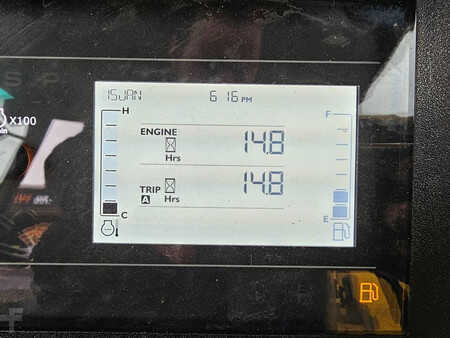 15JAN 6 16 PM
H F
ENGINE 14.8
Hrs
TRIP 14.8
A Hrs
C E
X100